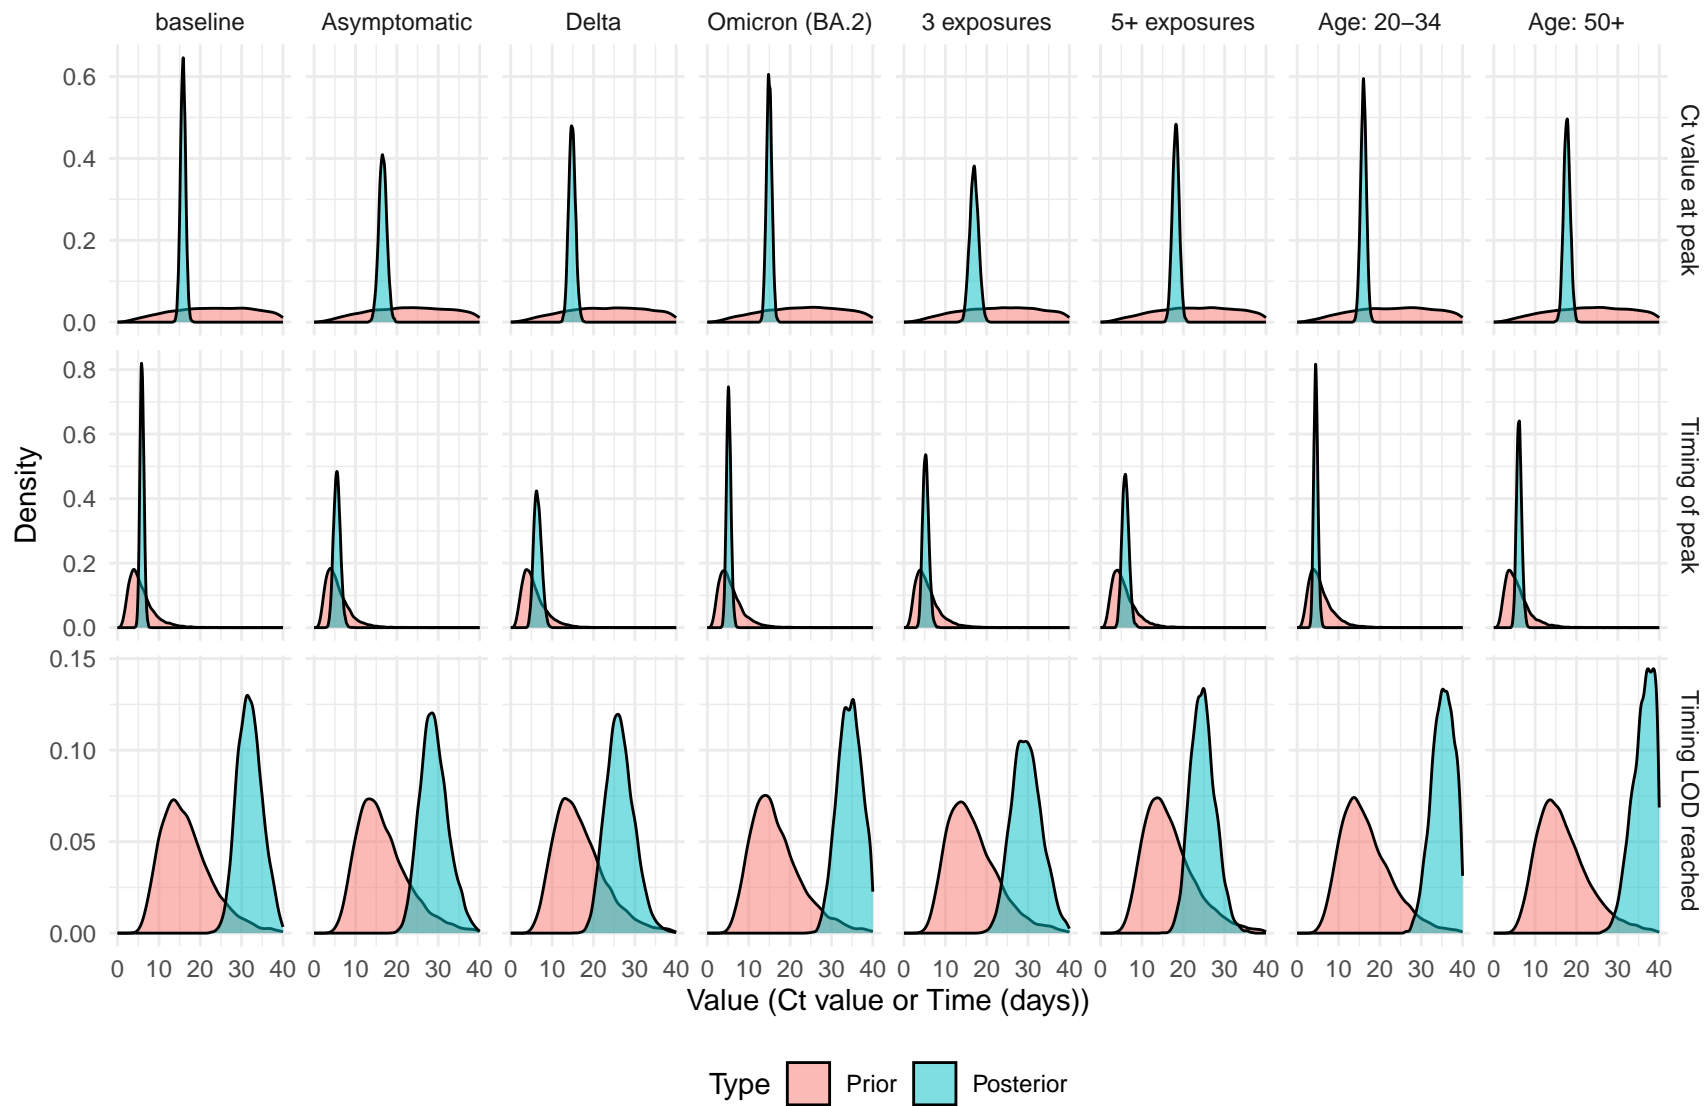 baseline Asymptomatic Delta Omicron (BA.2) 3 exposures 5+ exposures Age: 20−34 Age: 50+
Density
0.6
0.4
0.2
0.0
Ct value at peak
0.8
0.6
0.4
0.2
0.0
Timing of peak
0.15
0.10
0.05
0.00
Timing LOD reached
0 10 20 30 40 0 10 20 30 40 0 10 20 30 40 0 10 20 30 40 0 10 20 30 40 0 10 20 30 40 0 10 20 30 40 0 10 20 30 40
Value (Ct value or Time (days))
Type Prior Posterior